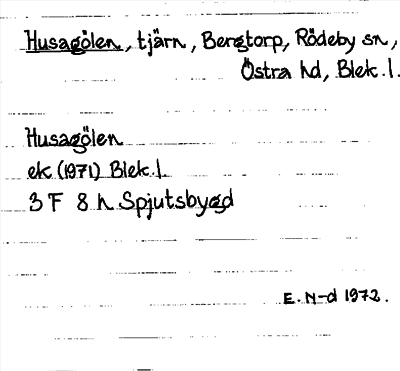 Husagölen, tjärn, Bergtorp, Rödeby sn,
Östra hd, Blek. l.
Husagölen
ek (1971) Blek. l.
3 F 8 h Spjutsbygd
E. N-d 1972.